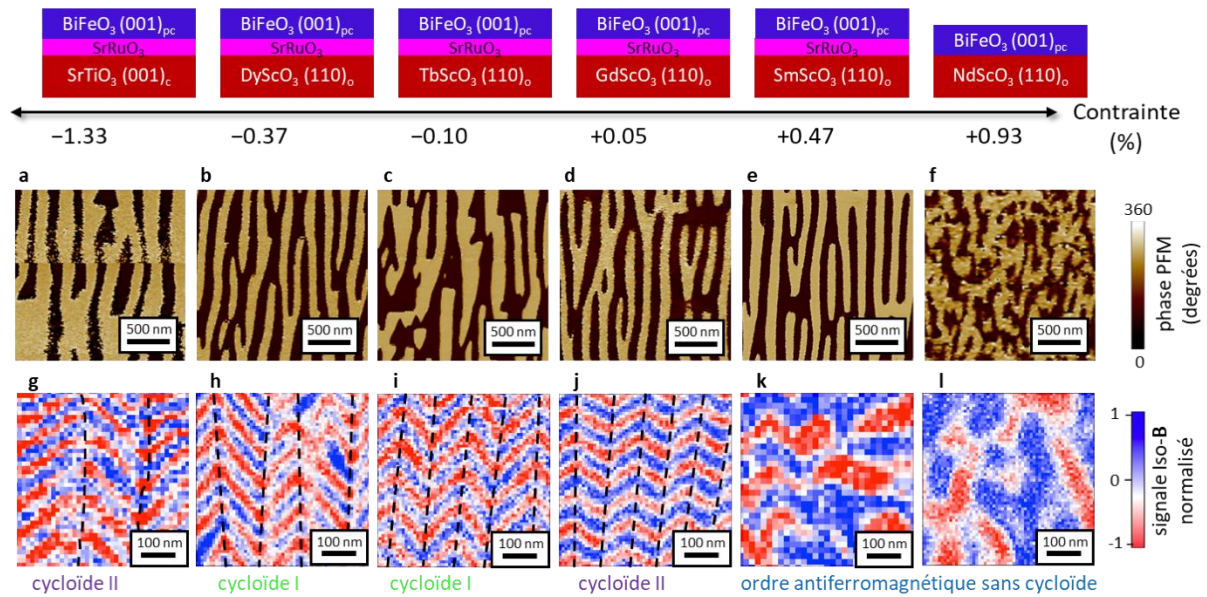 BiFeO₃ (001)pc BiFeO₃ (001)pc BiFeO₃ (001)pc BiFeO₃ (001)pc BiFeO₃ (001)pc BiFeO₃ (001)pc
SrRuO₃ SrRuO₃ SrRuO₃ SrRuO₃ SrRuO₃
SrTiO₃ (001)c DyScO₃ (110)o TbScO₃ (110)o GdScO₃ (110)o SmScO₃ (110)o NdScO₃ (110)o
−1.33 −0.37 −0.10 +0.05 +0.47 +0.93 Contrainte
(%)
a b c d e f
360
phase PFM
(degrées)
0
500 nm 500 nm 500 nm 500 nm 500 nm 500 nm
g h i j k l
1
0
-1
signale Iso-B
normalisé
100 nm 100 nm 100 nm 100 nm 100 nm 100 nm
cycloïde II cycloïde I cycloïde I cycloïde II ordre antiferromagnétique sans cycloïde